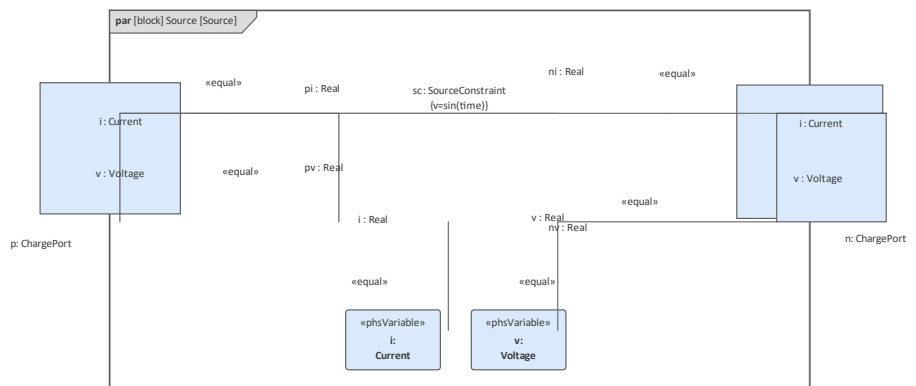 par [block] Source [Source]
«equal»
pi : Real
sc: SourceConstraint
{v=sin(time)}
ni : Real
«equal»
i : Current
v : Voltage
p: ChargePort
«equal»
pv : Real
i : Real
v : Real
nv : Real
«equal»
i : Current
v : Voltage
n: ChargePort
«equal»
«equal»
«phsVariable»
i:
Current
«phsVariable»
v:
Voltage